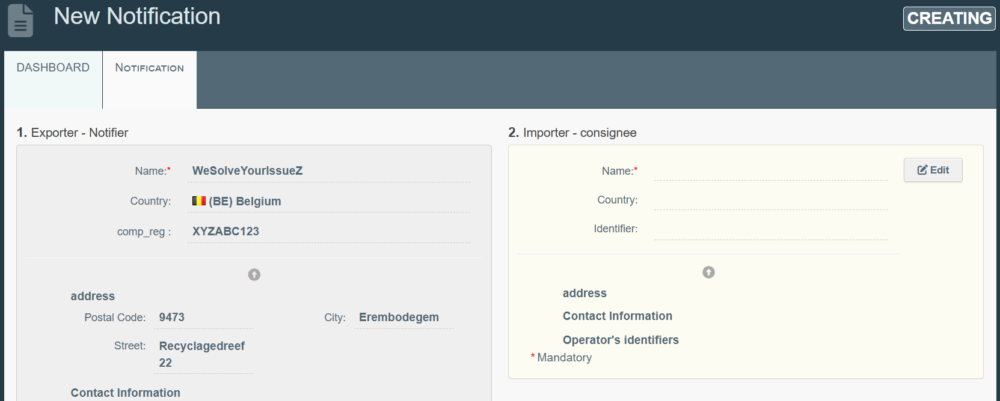 New Notification
CREATING
DASHBOARD
Notification
1. Exporter - Notifier
Name:* WeSolveYourIssueZ
Country: (BE) Belgium
comp_reg : XYZABC123
address
Postal Code: 9473 City: Erembodegem
Street: Recyclagedreef
22
Contact Information
2. Importer - consignee
Name:*
Edit
Country:
Identifier:
address
Contact Information
Operator's identifiers
* Mandatory